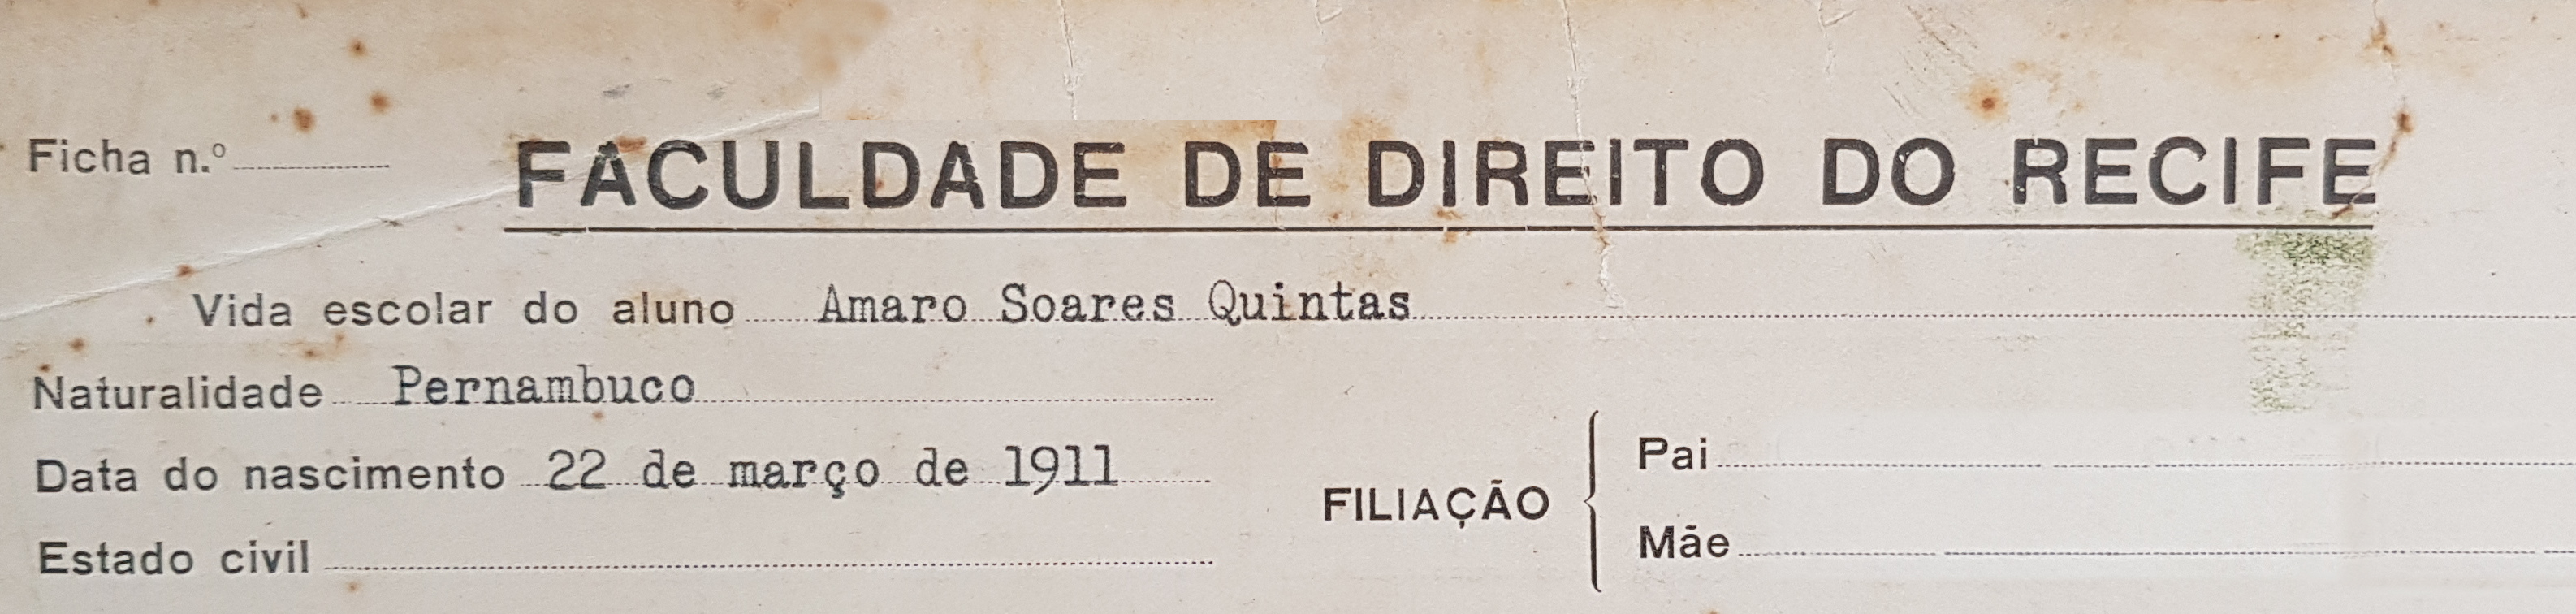 Ficha n.º
FACULDADE DE DIREITO DO RECIFE
Vida escolar do aluno Amaro Soares Quintas
Naturalidade Pernambuco
Data do nascimento 22 de março de 1911
Estado civil
FILIAÇÃO
Pai
Mãe